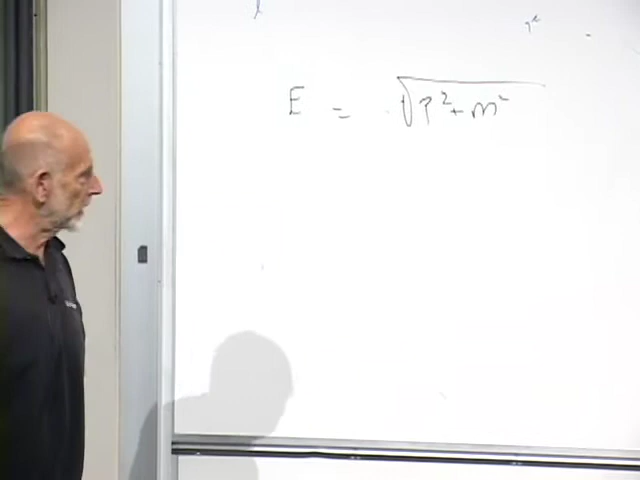 E = √p²+m²